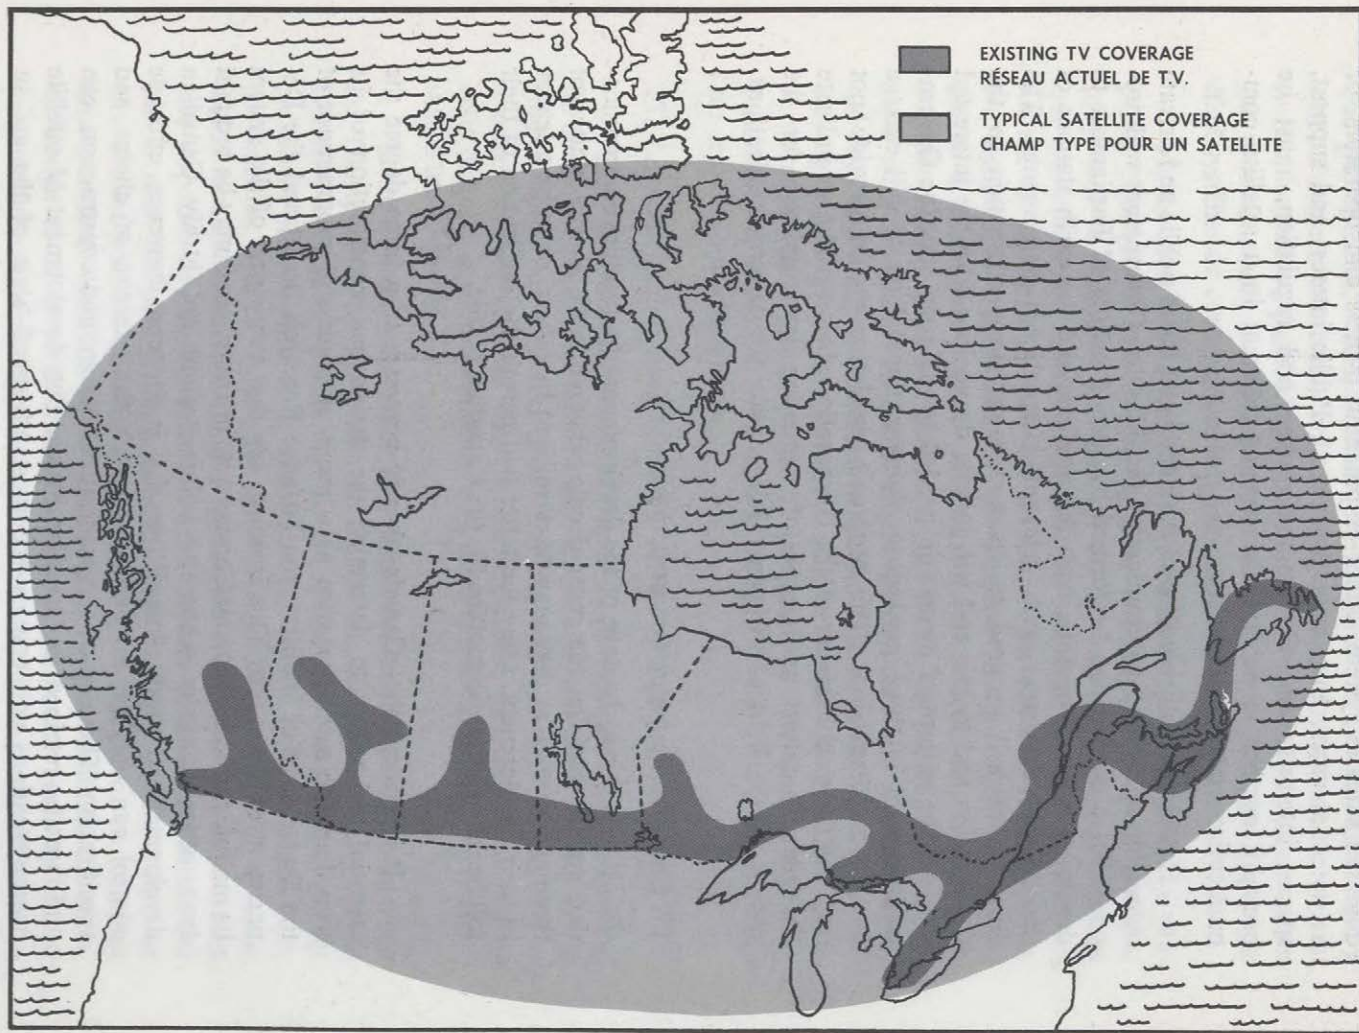 EXISTING TV COVERAGE
RÉSEAU ACTUEL DE T.V.
TYPICAL SATELLITE COVERAGE
CHAMP TYPE POUR UN SATELLITE